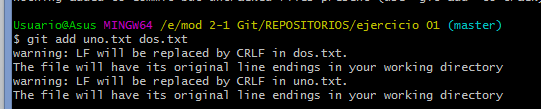 Usuario@Asus MINGW64 /e/mod 2-1 Git/REPOSITORIOS/ejercicio 01 (master)
$ git add uno.txt dos.txt
warning: LF will be replaced by CRLF in dos.txt.
The file will have its original line endings in your working directory
warning: LF will be replaced by CRLF in uno.txt.
The file will have its original line endings in your working directory